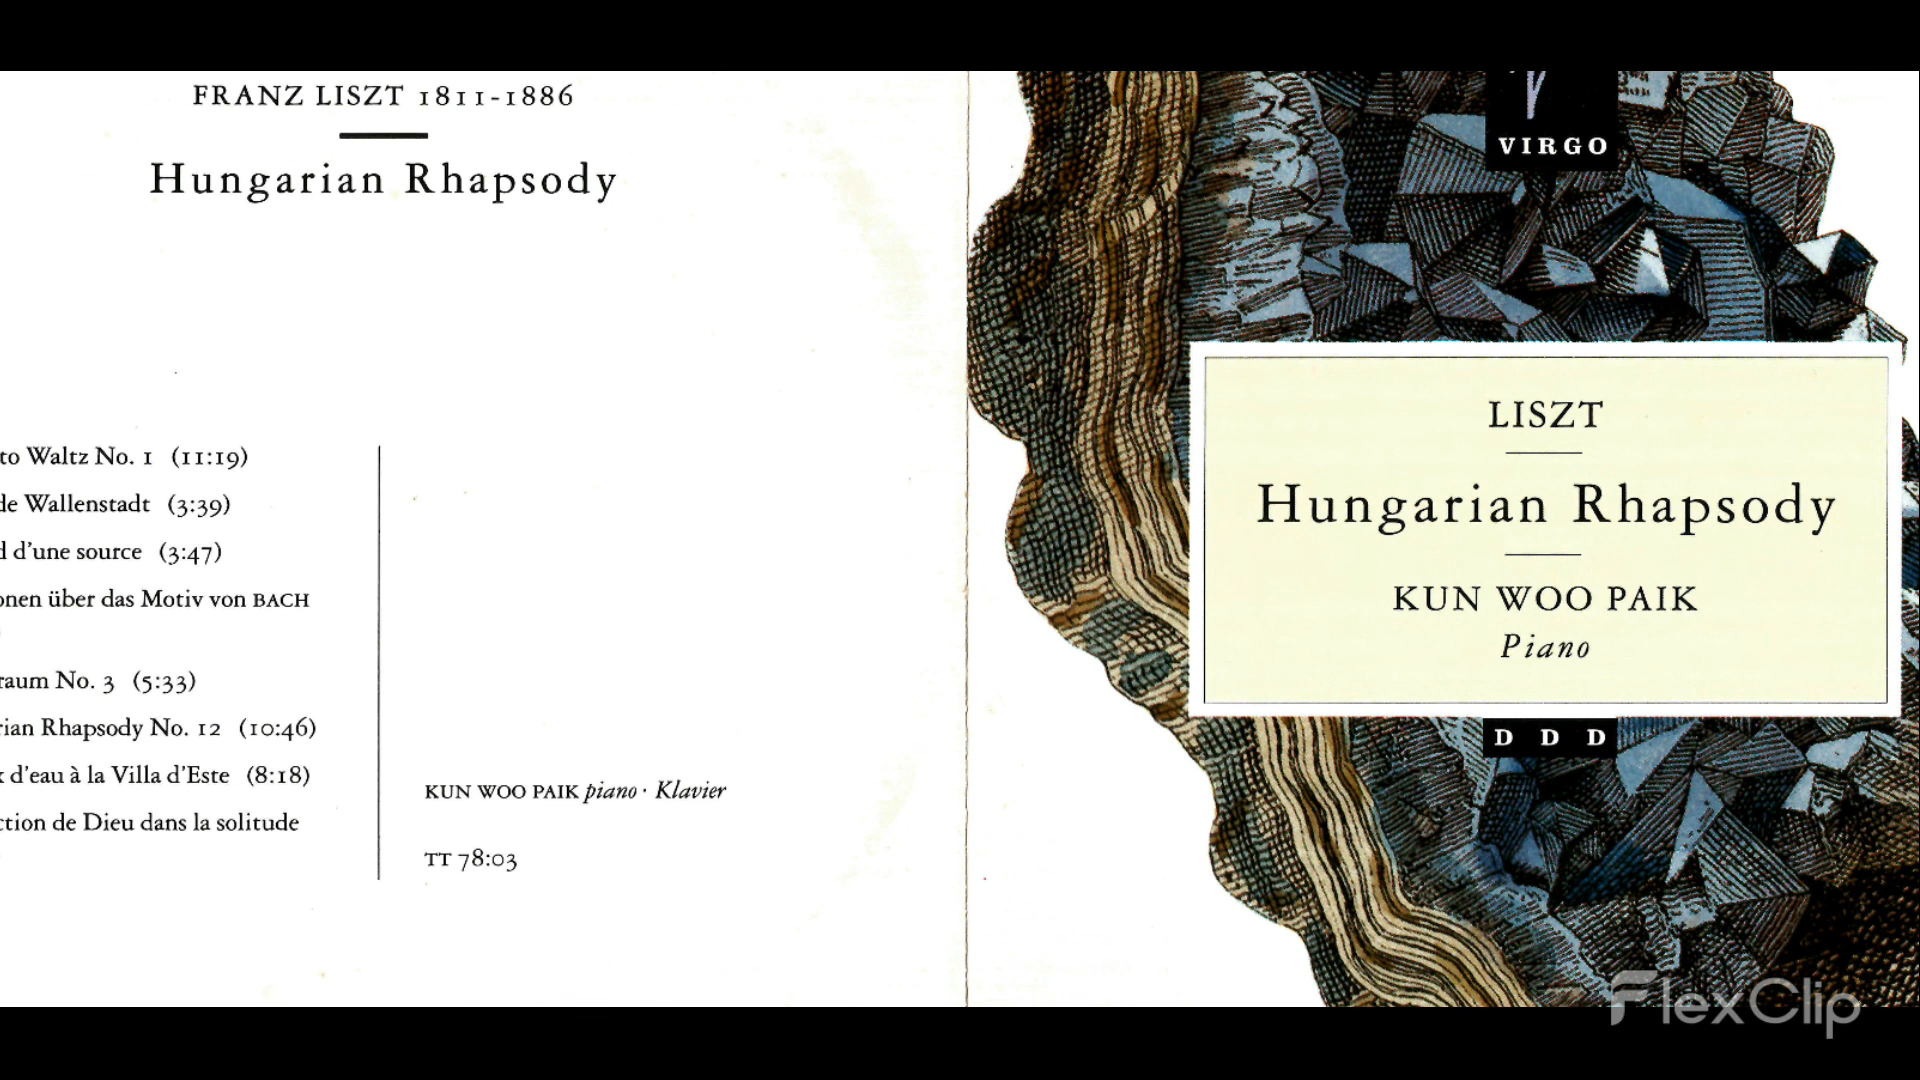 FRANZ LISZT 1811-1886
Hungarian Rhapsody
to Waltz No. 1 (11:19)
de Wallenstadt (3:39)
d'une source (3:47)
onen über das Motiv von BACH
raum No. 3 (5:33)
rian Rhapsody No. 12 (10:46)
d'eau à la Villa d'Este (8:18)
ction de Dieu dans la solitude
KUN WOO PAIK piano · Klavier
TT 78:03
VIRGO
LISZT
Hungarian Rhapsody
KUN WOO PAIK
Piano
D D D
FlexClip